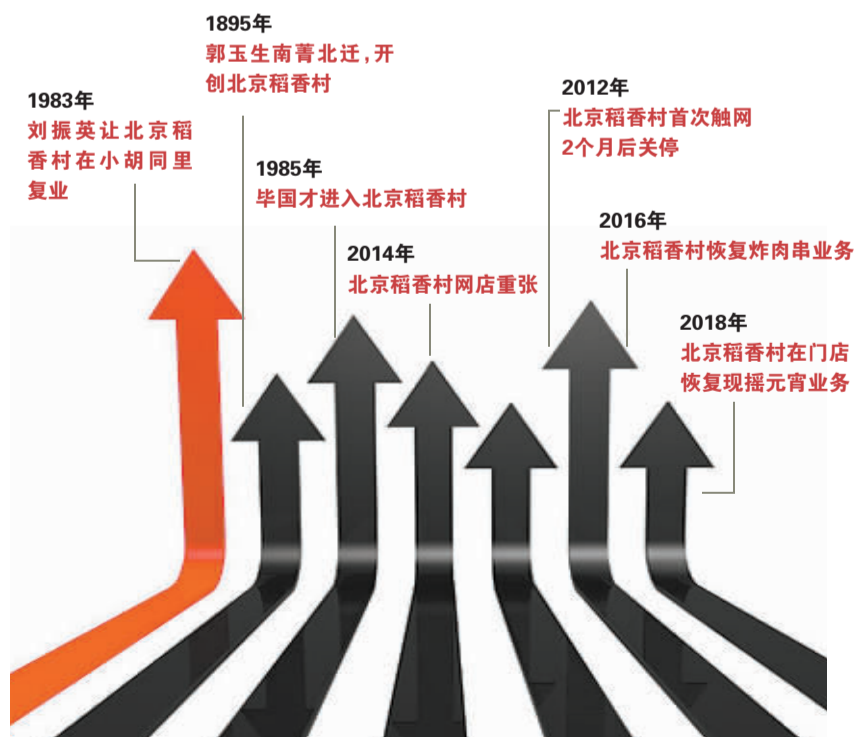 1895年
郭玉生南菁北迁,开
创北京稻香村
1983年
刘振英让北京稻
香村在小胡同里
复业
1985年
毕国才进入北京稻香村
2014年
北京稻香村网店重张
2012年
北京稻香村首次触网
2个月后关停
2016年
北京稻香村恢复炸肉串业务
2018年
北京稻香村在门店
恢复现摇元宵业务